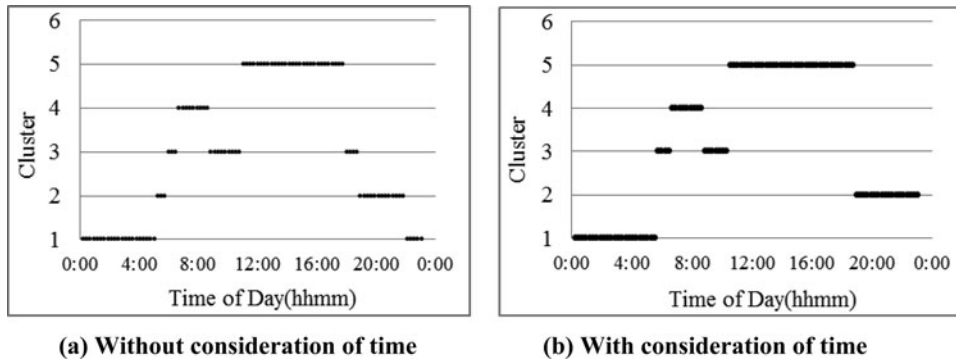 6
5
4
3
2
1
Cluster
0:00 4:00 8:00 12:00 16:00 20:00 0:00
Time of Day(hhmm)
(a) Without consideration of time
6
5
4
3
2
1
Cluster
0:00 4:00 8:00 12:00 16:00 20:00 0:00
Time of Day(hhmm)
(b) With consideration of time